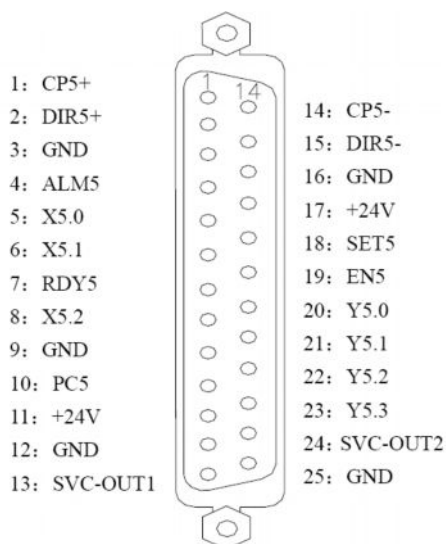 1 14
1: CP5+
2: DIR5+
3: GND
4: ALM5
5: X5.0
6: X5.1
7: RDY5
8: X5.2
9: GND
10: PC5
11: +24V
12: GND
13: SVC-OUT1
14: CP5-
15: DIR5-
16: GND
17: +24V
18: SET5
19: EN5
20: Y5.0
21: Y5.1
22: Y5.2
23: Y5.3
24: SVC-OUT2
25: GND